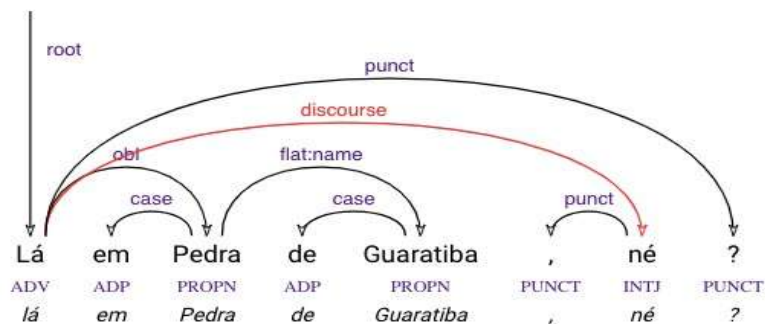 root
punct
discourse
obl flat:name
case case punct
Lá em Pedra de Guaratiba , né ?
ADV ADP PROPN ADP PROPN PUNCT INTJ PUNCT
lá em Pedra de Guaratiba , né ?